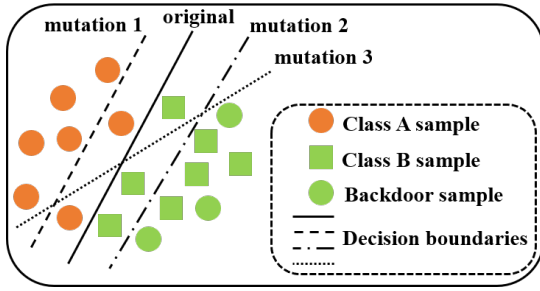 original
mutation 1
mutation 2
mutation 3
Class A sample
Class B sample
Backdoor sample
Decision boundaries